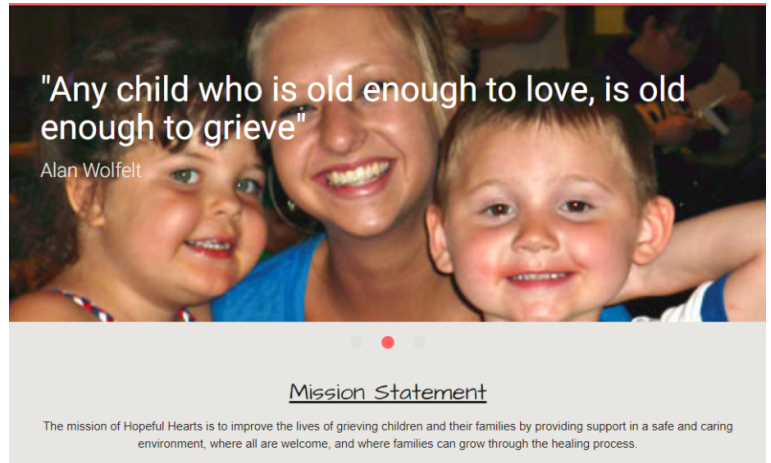 "Any child who is old enough to love, is old
enough to grieve"
Alan Wolfelt
Mission Statement
The mission of Hopeful Hearts is to improve the lives of grieving children and their families by providing support in a safe and caring
environment, where all are welcome, and where families can grow through the healing process.